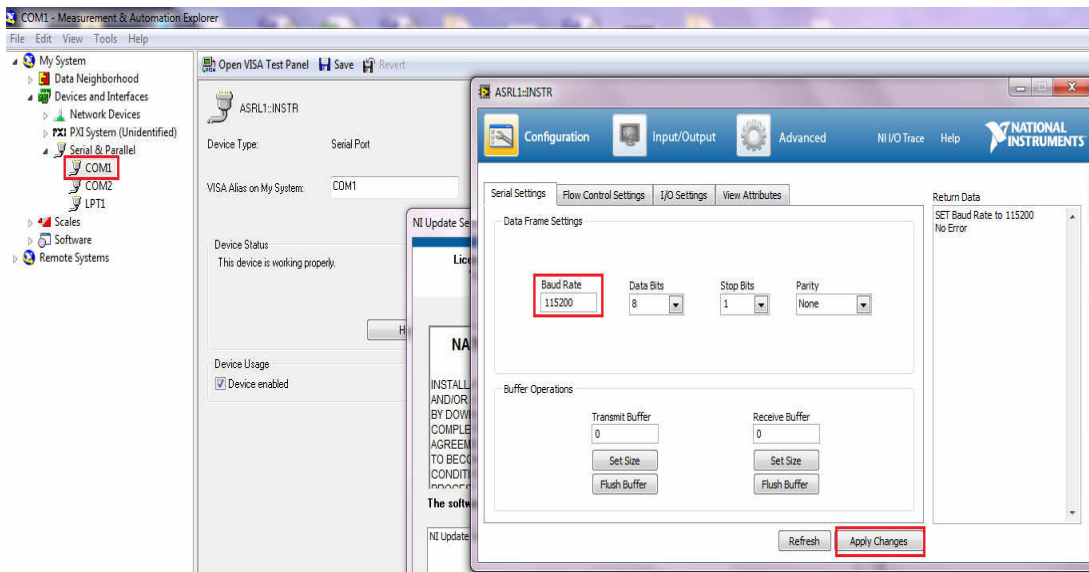 COM1 - Measurement & Automation Explorer
File Edit View Tools Help
My System
Data Neighborhood
Devices and Interfaces
Network Devices
PXI PXI System (Unidentified)
Serial & Parallel
COM1
COM2
LPT1
Scales
Software
Remote Systems
Open VISA Test Panel Save Revert
ASRL1::INSTR
Device Type: Serial Port
VISA Alias on My System: COM1
Device Status
This device is working properly.
H
Device Usage
Device enabled
NI Update Se
Lice
NA
INSTALL
AND/OR
BY DOWN
COMPLE
AGREEM
TO BECO
CONDITI
The softw
NI Update
ASRL1::INSTR
Configuration Input/Output Advanced NI I/O Trace Help NATIONAL INSTRUMENTS
Serial Settings Flow Control Settings I/O Settings View Attributes
Data Frame Settings
Baud Rate Data Bits Stop Bits Parity
115200 8 1 None
Buffer Operations
Transmit Buffer Receive Buffer
0 0
Set Size Set Size
Flush Buffer Flush Buffer
Refresh Apply Changes
Return Data
SET Baud Rate to 115200
No Error